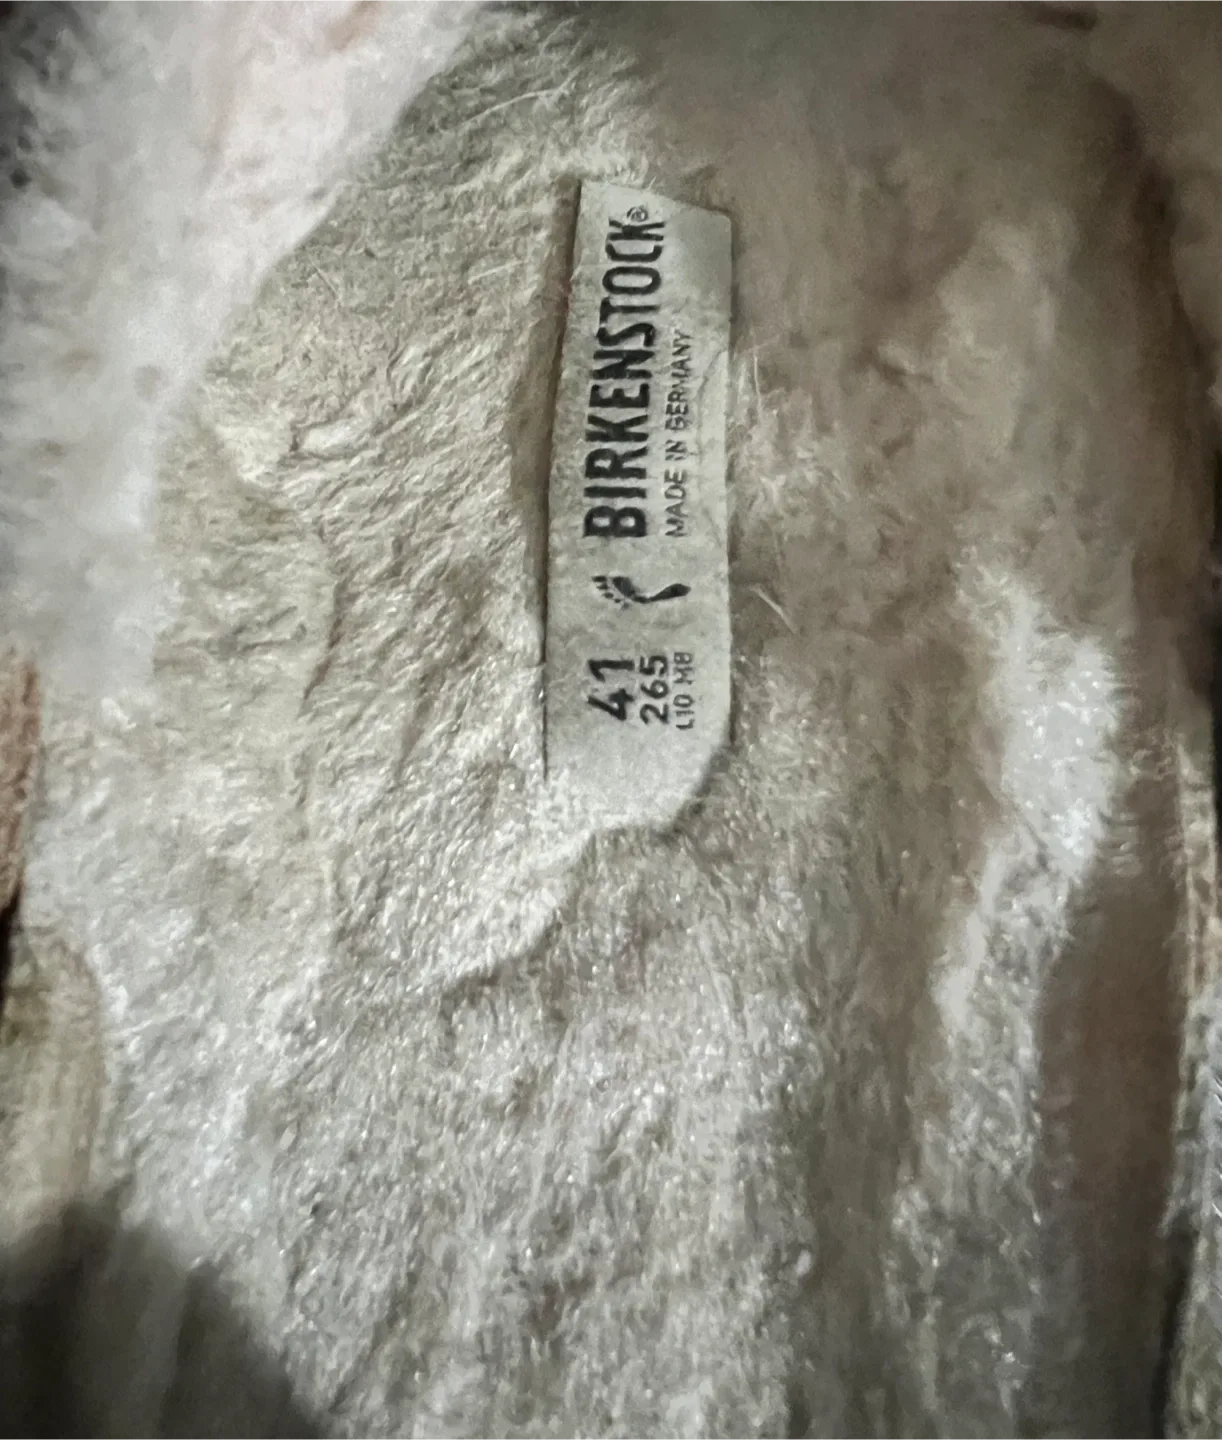 BIRKENSTOCK®
MADE IN GERMANY
41
265
L10 M8